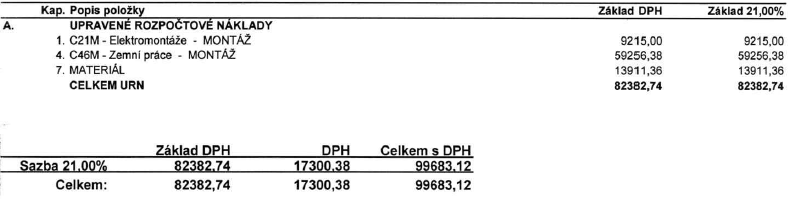 Kap. Popis položky Základ DPH Základ 21,00%
A. UPRAVENÉ ROZPOČTOVÉ NÁKLADY
1. C21M - Elektromontáže - MONTÁŽ 9215,00 9215,00
4. C46M - Zemní práce - MONTÁŽ 59256,38 59256,38
7. MATERIÁL 13911,36 13911,36
CELKEM URN 82382,74 82382,74
Základ DPH DPH Celkem s DPH
Sazba 21,00% 82382,74 17300,38 99683,12
Celkem: 82382,74 17300,38 99683,12